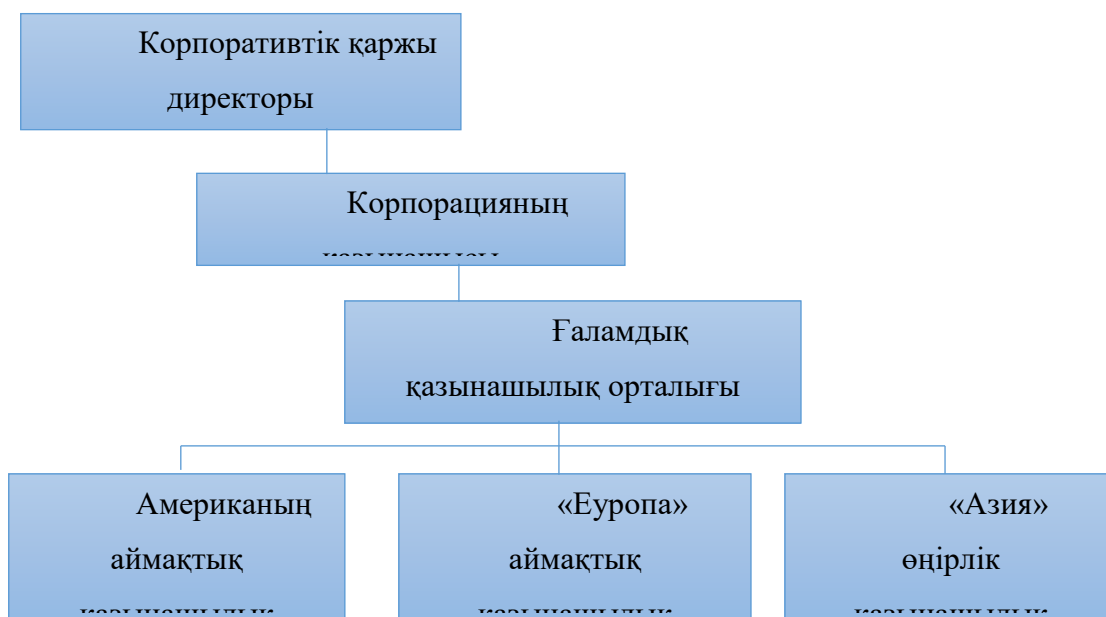 Корпоративтік қаржы
директоры
Корпорацияның
Ғаламдық
қазынашылық орталығы
Американың
аймақтық
«Еуропа»
аймақтық
«Азия»
өңірлік